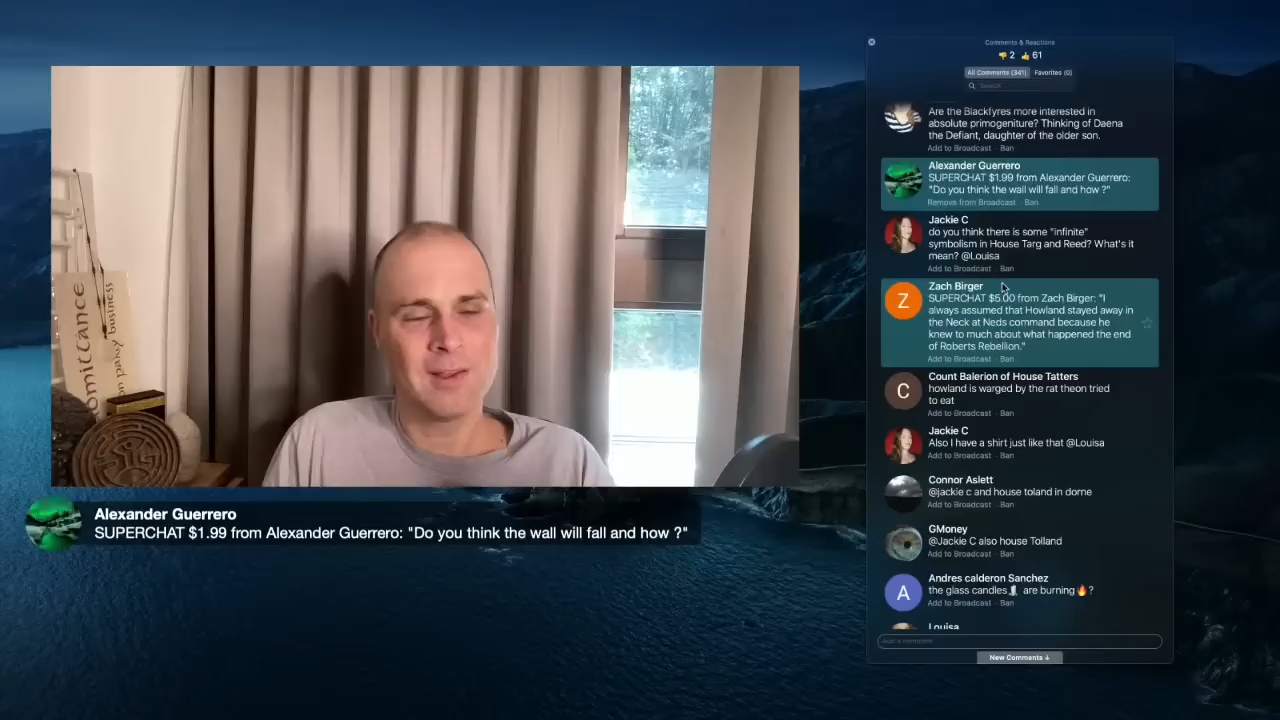 omittance
on panky business
Alexander Guerrero
SUPERCHAT $1.99 from Alexander Guerrero: "Do you think the wall will fall and how ?"
Comments & Reactions
👎 2 👍 61
All Comments (341) Favorites (0)
Search
Are the Blackfyres more interested in
absolute primogeniture? Thinking of Daena
the Defiant, daughter of the older son.
Add to Broadcast · Ban
Alexander Guerrero
SUPERCHAT $1.99 from Alexander Guerrero:
"Do you think the wall will fall and how ?"
Remove from Broadcast · Ban
Jackie C
do you think there is some "infinite"
symbolism in House Targ and Reed? What's it
mean? @Louisa
Add to Broadcast · Ban
Z
Zach Birger
SUPERCHAT $5.00 from Zach Birger: "I
always assumed that Howland stayed away in
the Neck at Neds command because he
knew to much about what happened the end
of Roberts Rebellion."
Add to Broadcast · Ban
C
Count Balerion of House Tatters
howland is warged by the rat theon tried
to eat
Add to Broadcast · Ban
Jackie C
Also I have a shirt just like that @Louisa
Add to Broadcast · Ban
Connor Aslett
@jackie c and house toland in dorne
Add to Broadcast · Ban
GMoney
@Jackie C also house Tolland
Add to Broadcast · Ban
A
Andres calderon Sanchez
the glass candles🕯 are burning🔥?
Add to Broadcast · Ban
Louisa
Add a comment
New Comments ↓